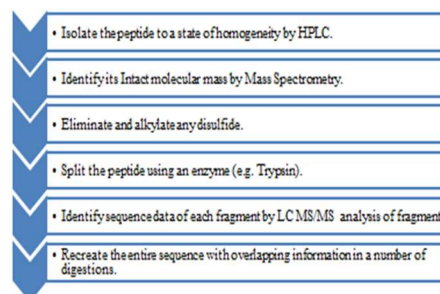 • Isolate the peptide to a state of homogeneity by HPLC.
• Identify its Intact molecular mass by Mass Spectrometry.
• Eliminate and alkylate any disulfide.
• Split the peptide using an enzyme (e.g. Trypsin).
• Identify sequence data of each fragment by LC MS/MS analysis of fragment
• Recreate the entire sequence with overlapping information in a number of
digestions.